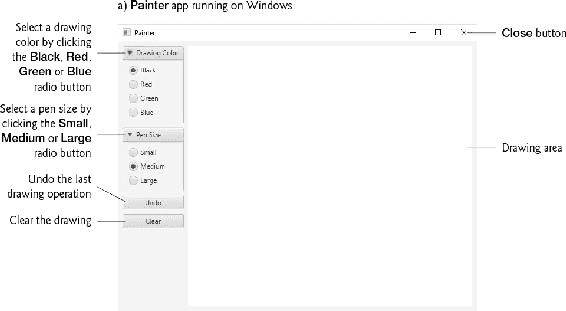 a) Painter app running on Windows
Select a drawing
color by clicking
the Black, Red,
Green or Blue
radio button
Select a pen size by
clicking the Small,
Medium or Large
radio button
Undo the last
drawing operation
Clear the drawing
Painter
Drawing Color
Black
Red
Green
Blue
Pen Size
Small
Medium
Large
Undo
Clear
Close button
Drawing area